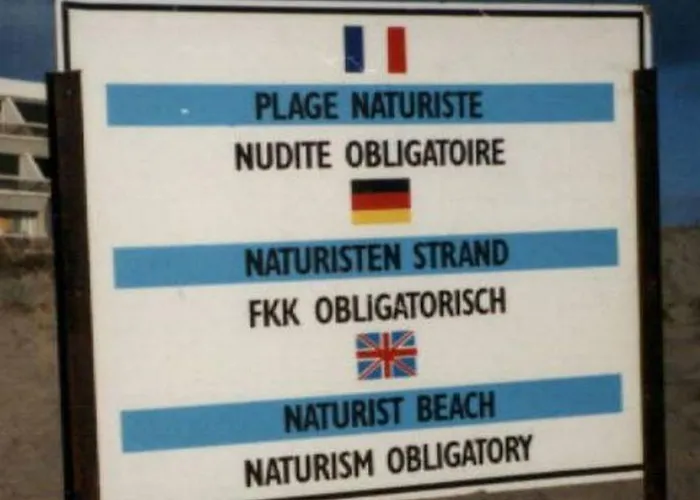 PLAGE NATURISTE
NUDITE OBLIGATOIRE
NATURISTEN STRAND
FKK OBLiGATORISCH
NATURIST BEACH
NATURISM OBLIGATORY